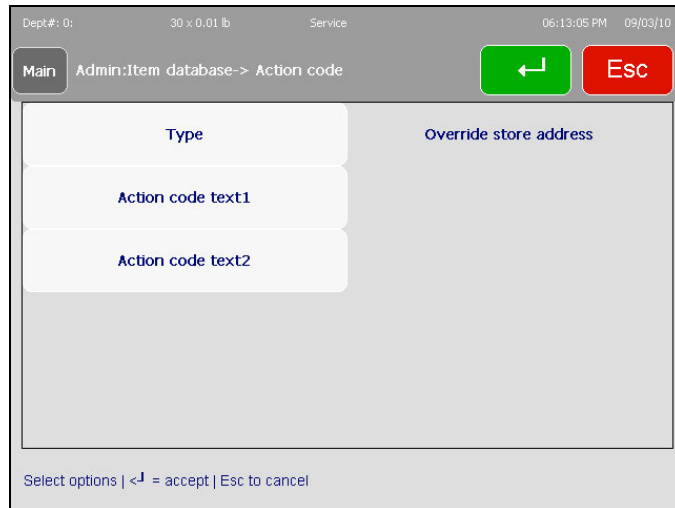 Dept#: 0: 30 x 0.01 lb Service 06:13:05 PM 09/03/10
Main Admin:Item database-> Action code ↵ Esc
Type Override store address
Action code text1
Action code text2
Select options | <┘ = accept | Esc to cancel